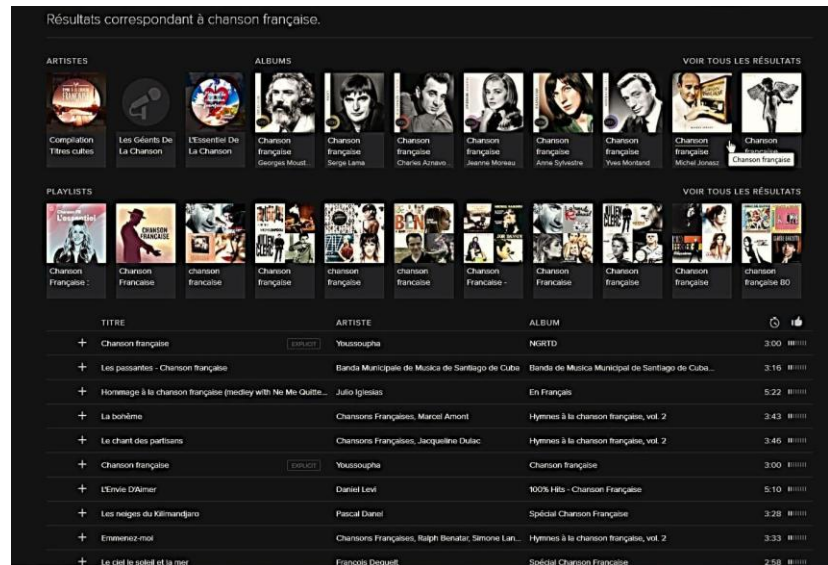 Résultats correspondant à chanson française.
ARTISTES
ALBUMS
VOIR TOUS LES RÉSULTATS
Compilation
Titres cultes
Les Géants De
La Chanson
L'Essentiel De
La Chanson
Chanson
française
Georges Moust...
Chanson
française
Serge Lama
Chanson
française
Charles Aznavo...
Chanson
française
Jeanne Moreau
Chanson
française
Anne Sylvestre
Chanson
française
Yves Montand
Chanson
française
Michel Jonasz
Chanson
française
Chanson française
PLAYLISTS
VOIR TOUS LES RÉSULTATS
L'essentiel
CHANSON
FRANÇAISE
Chanson
Française :
Chanson
Francaise
chanson
francaise
Chanson
française
chanson
française
chanson
francaise
Chanson
Francaise -
Chanson
Française
Chanson
française
chanson
française 80
TITRE ARTISTE ALBUM
+ Chanson française EXPLICIT Youssoupha NGRTD 3:00
+ Les passantes - Chanson française Banda Municipale de Musica de Santiago de Cuba Banda de Musica Municipal de Santiago de Cuba... 3:16
+ Hommage à la chanson française (medley with Ne Me Quitte... Julio Iglesias En Français 5:22
+ La bohème Chansons Françaises, Marcel Amont Hymnes à la chanson française, vol. 2 3:43
+ Le chant des partisans Chansons Françaises, Jacqueline Dulac Hymnes à la chanson française, vol. 2 3:46
+ Chanson française EXPLICIT Youssoupha Chanson française 3:00
+ L'Envie D'Aimer Daniel Levi 100% Hits - Chanson Française 5:10
+ Les neiges du Kilimandjaro Pascal Danel Spécial Chanson Française 3:28
+ Emmenez-moi Chansons Françaises, Ralph Benatar, Simone Lan... Hymnes à la chanson française, vol. 2 3:33
+ Le ciel le soleil et la mer François Deguelt Spécial Chanson Française 2:58